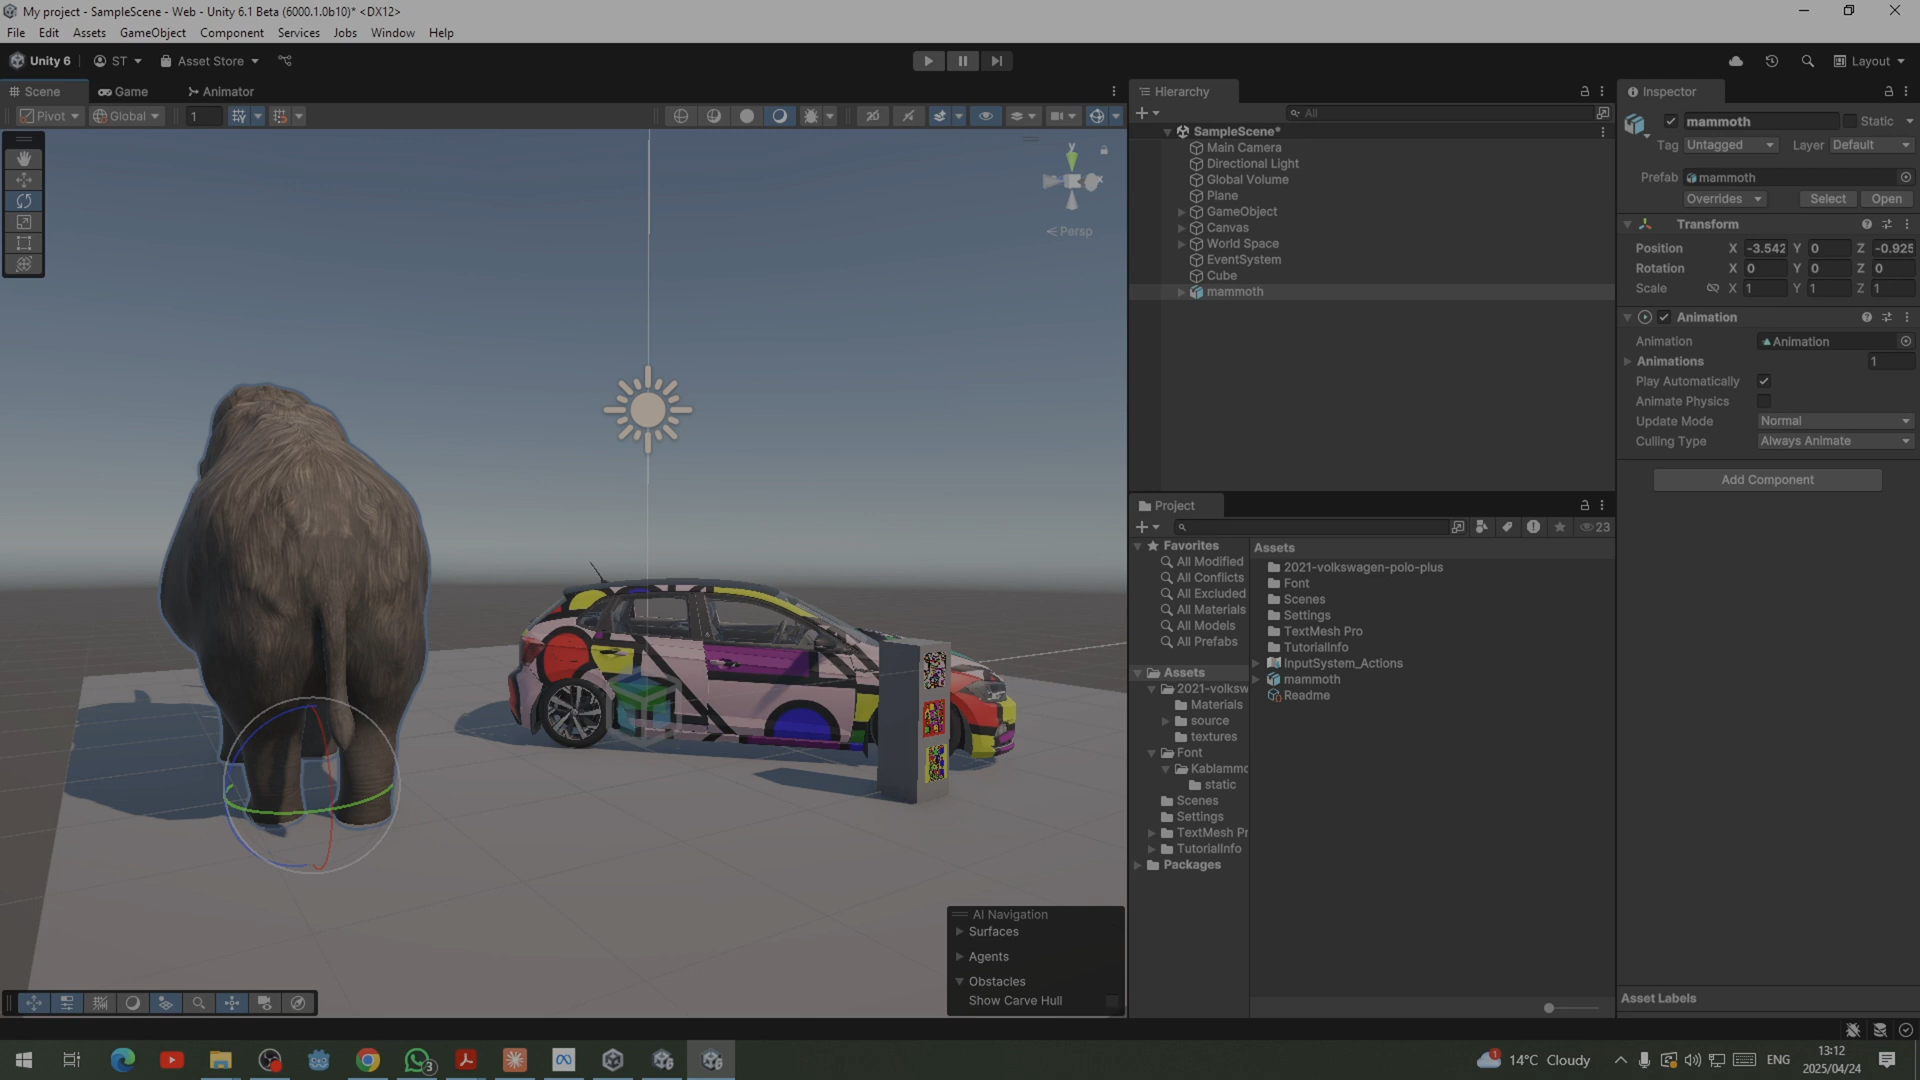 My project - SampleScene - Web - Unity 6.1 Beta (6000.1.0b10)* <DX12>
File Edit Assets GameObject Component Services Jobs Window Help
Unity 6 ST Asset Store Layout
Scene Game Animator
Pivot Global 1
Y
X
Persp
Hierarchy
All
SampleScene*
Main Camera
Directional Light
Global Volume
Plane
GameObject
Canvas
World Space
EventSystem
Cube
mammoth
Inspector
mammoth Static
Tag Untagged Layer Default
Prefab mammoth
Overrides Select Open
Transform
Position X -3.542 Y 0 Z -0.925
Rotation X 0 Y 0 Z 0
Scale X 1 Y 1 Z 1
Animation
Animation Animation
Animations 1
Play Automatically
Animate Physics
Update Mode Normal
Culling Type Always Animate
Add Component
Project
23
Favorites
All Modified
All Conflicts
All Excluded
All Materials
All Models
All Prefabs
Assets
2021-volksw
Materials
source
textures
Font
Kablammo
static
Scenes
Settings
TextMesh Pr
TutorialInfo
Packages
Assets
2021-volkswagen-polo-plus
Font
Scenes
Settings
TextMesh Pro
TutorialInfo
InputSystem_Actions
mammoth
Readme
AI Navigation
Surfaces
Agents
Obstacles
Show Carve Hull
Asset Labels
3
1
14°C Cloudy ENG 13:12
2025/04/24